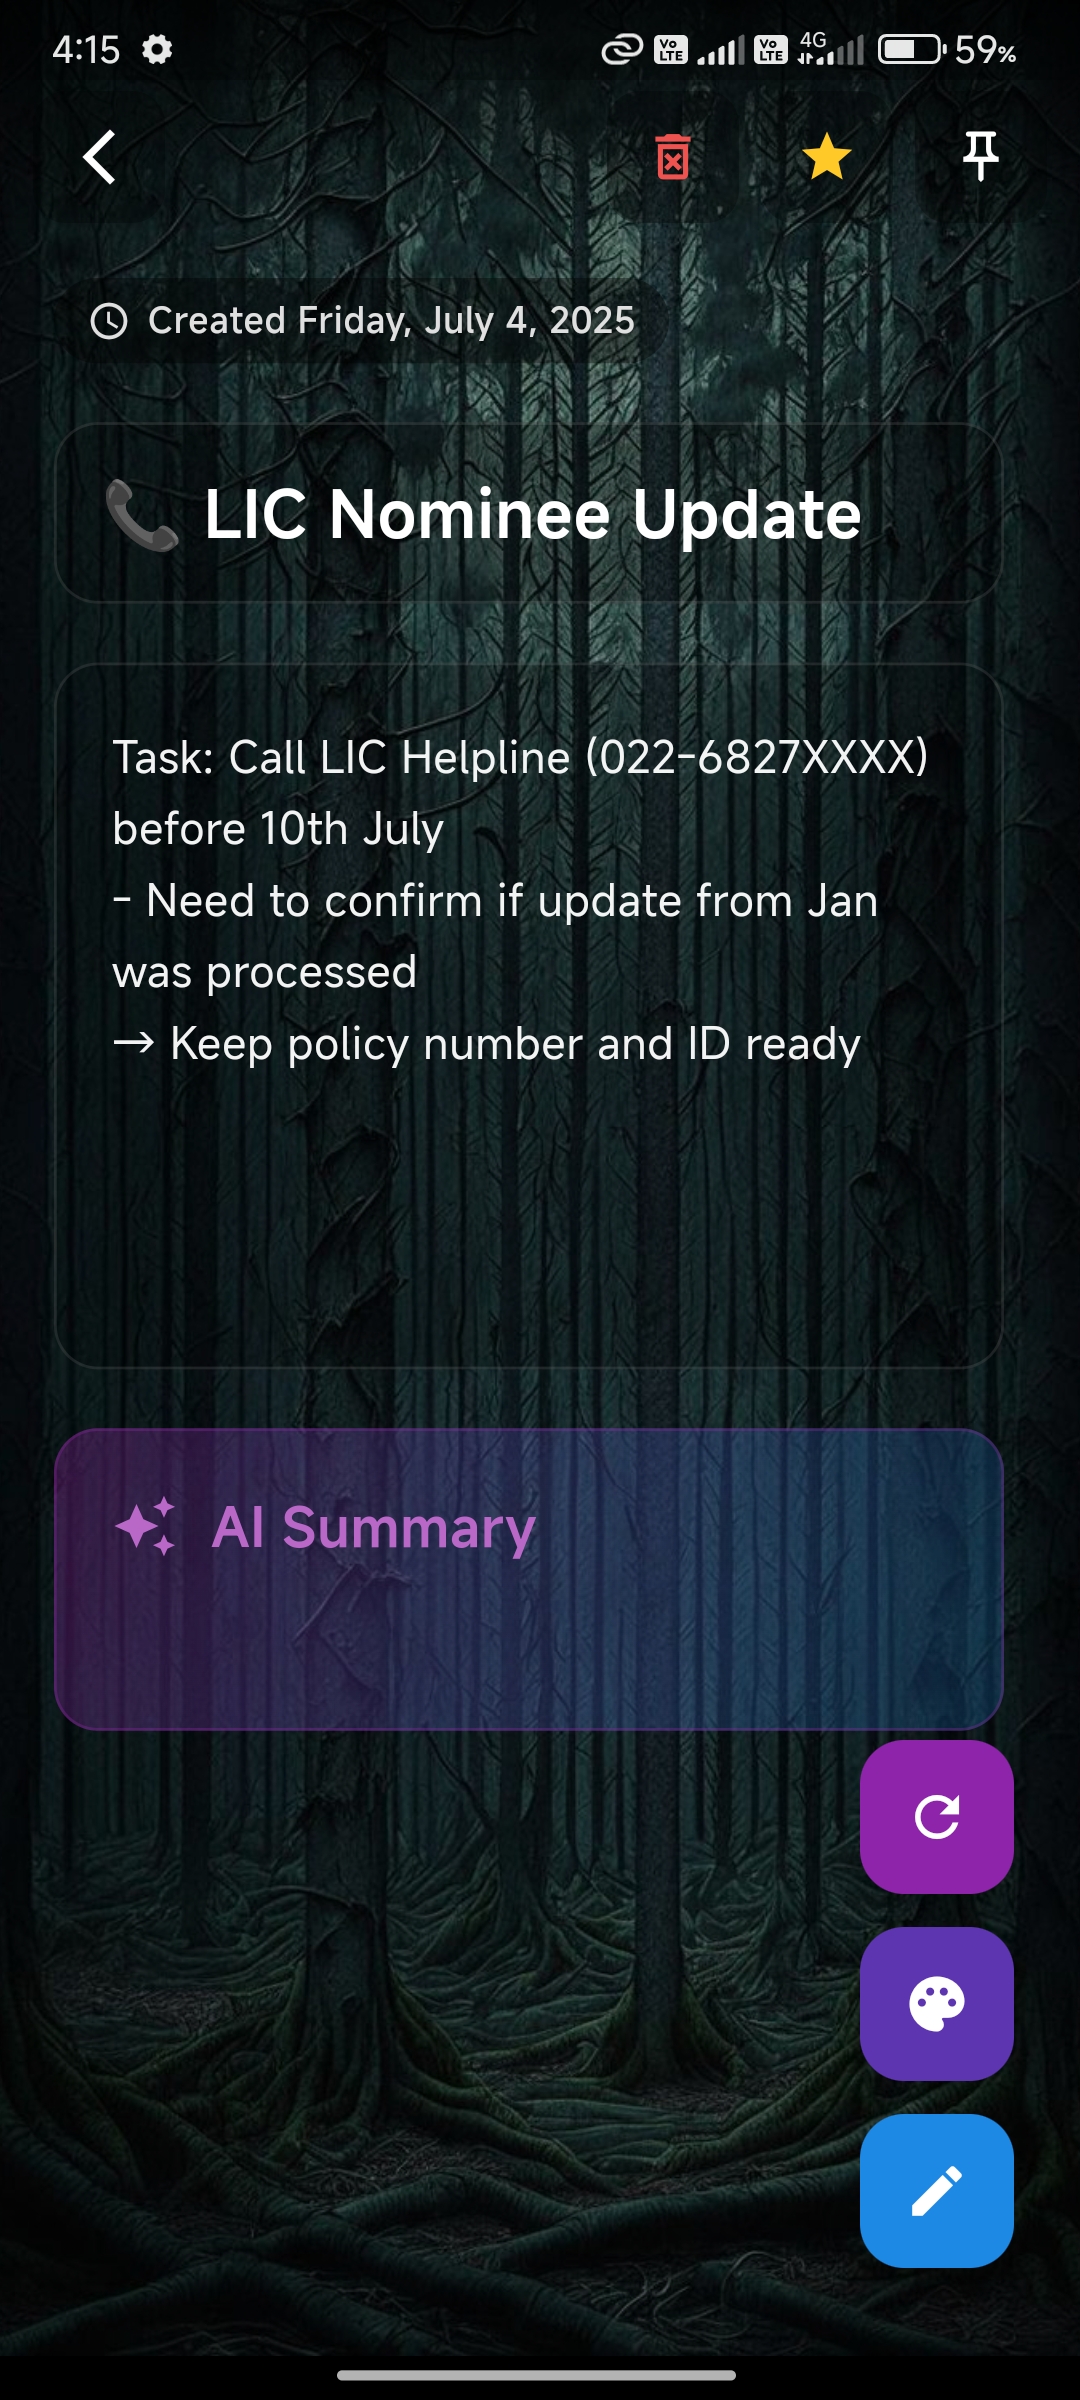 4:15
Vo LTE Vo LTE 4G 59%
Created Friday, July 4, 2025
📞 LIC Nominee Update
Task: Call LIC Helpline (022-6827XXXX)
before 10th July
- Need to confirm if update from Jan
was processed
→ Keep policy number and ID ready
AI Summary